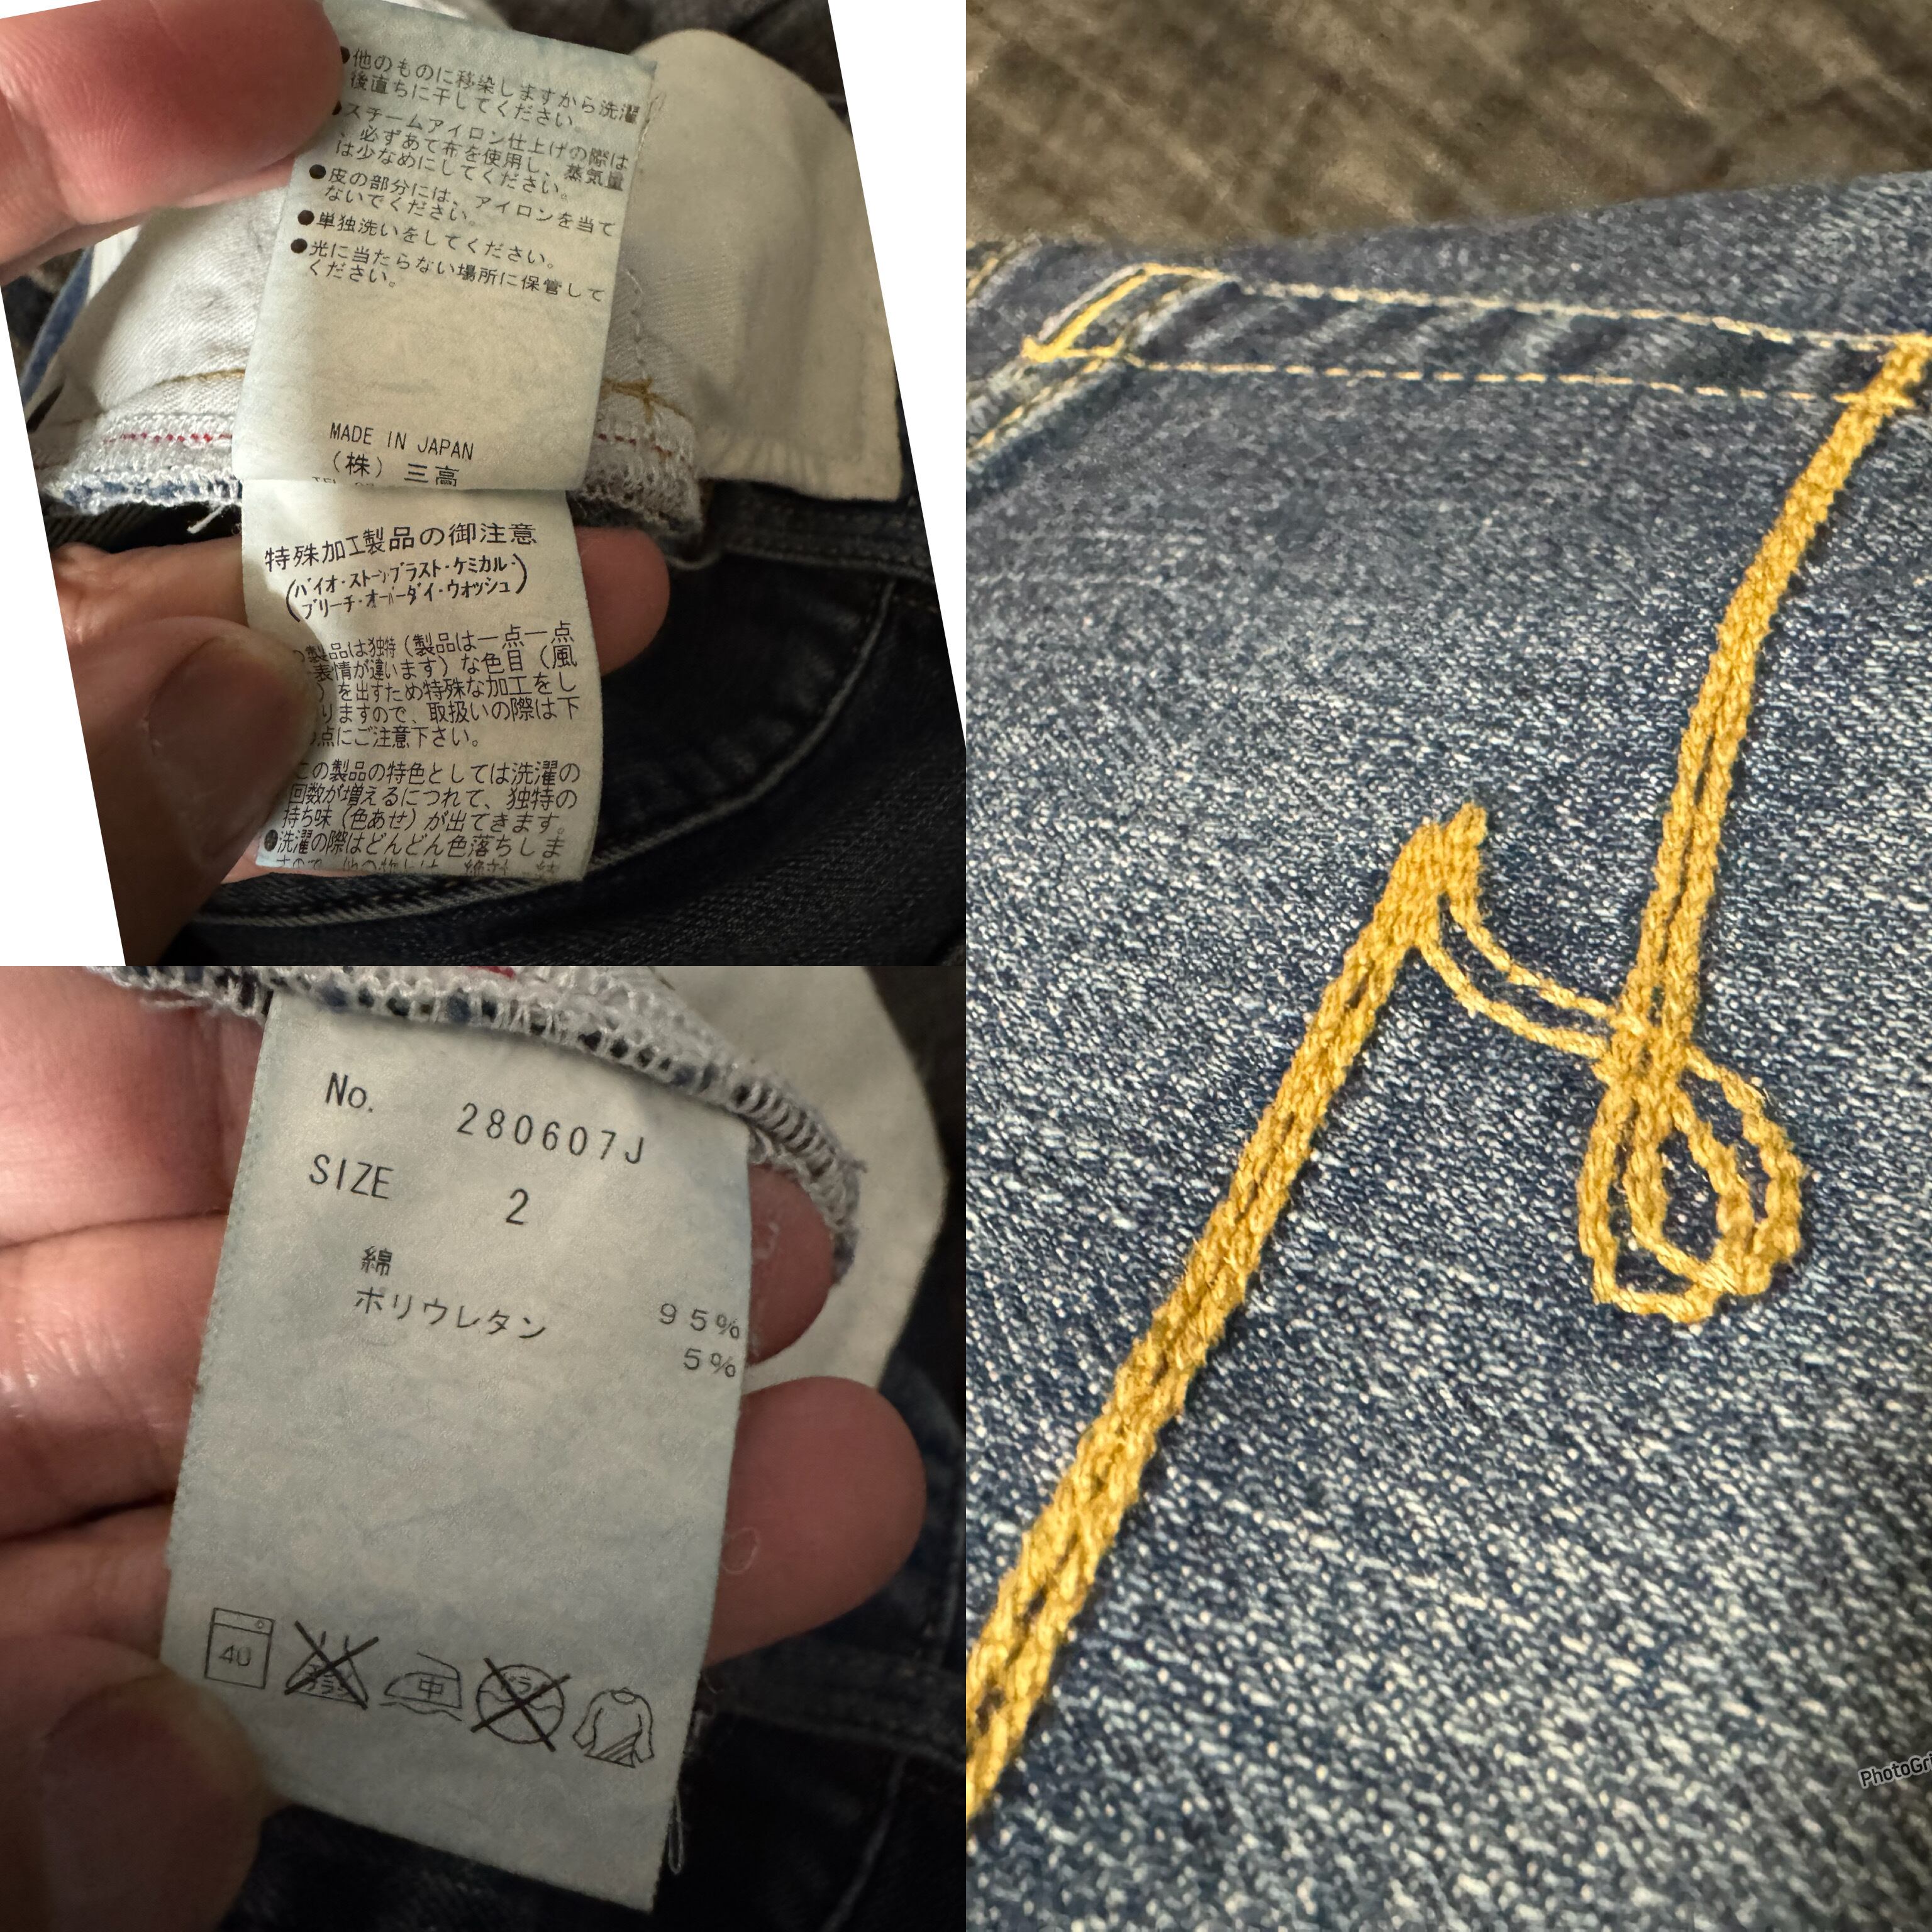 ●他のものに移染しますから洗濯
後直ちに干してください。
スチームアイロン仕上げの際は
、必ずあて布を使用し、蒸気量
は少なめにしてください。
●皮の部分には、アイロンを当て
ないでください。
●単独洗いをしてください。
●光に当たらない場所に保管して
ください。
MADE IN JAPAN
(株) 三高
特殊加工製品の御注意
(バイオ・ストーンブラスト・ケミカル・
ブリーチ・オーバーダイ・ウォッシュ)
製品は独特(製品は一点一点
表情が違います)な色目(風
)を出すため特殊な加工をし
りますので、取扱いの際は下
点にご注意下さい。
この製品の特色としては洗濯の
回数が増えるにつれて、独特の
持ち味(色あせ)が出てきます。
●洗濯の際はどんどん色落ちしま
No. 280607J
SIZE 2
綿
ポリウレタン 95%
5%
40
中
PhotoGri